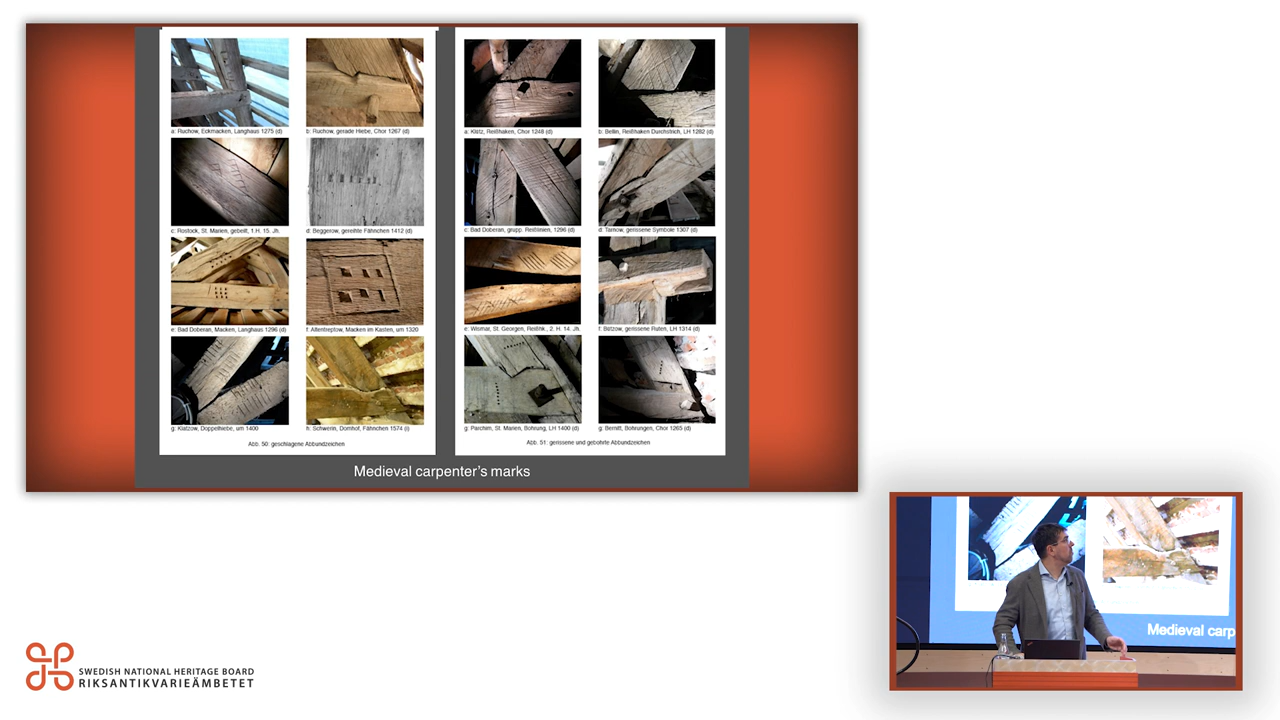 a: Ruchow, Eckmacken, Langhaus 1275 (d)
b: Ruchow, gerade Hiebe, Chor 1267 (d)
c: Rostock, St. Marien, gebeilt, 1.H. 15. Jh.
d: Beggerow, gereihte Fähnchen 1412 (d)
e: Bad Doberan, Macken, Langhaus 1296 (d)
f: Altentreptow, Macken im Kasten, um 1320
g: Klatzow, Doppelhiebe, um 1400
h: Schwerin, Domhof, Fähnchen 1574 (i)
Abb. 50: geschlagene Abbundzeichen
a: Klütz, Reißhaken, Chor 1248 (d)
b: Bellin, Reißhaken Durchstrich, LH 1282 (d)
c: Bad Doberan, grupp. Reißlinien, 1296 (d)
d: Tarnow, gerissene Symbole 1307 (d)
e: Wismar, St. Georgen, Reißhk., 2. H. 14. Jh.
f: Bützow, gerissene Ruten, LH 1314 (d)
g: Parchim, St. Marien, Bohrung, LH 1400 (d)
g: Bernitt, Bohrungen, Chor 1265 (d)
Abb. 51: gerissene und gebohrte Abbundzeichen
Medieval carpenter's marks
Medieval carp
SWEDISH NATIONAL HERITAGE BOARD
RIKSANTIKVARIEÄMBETET